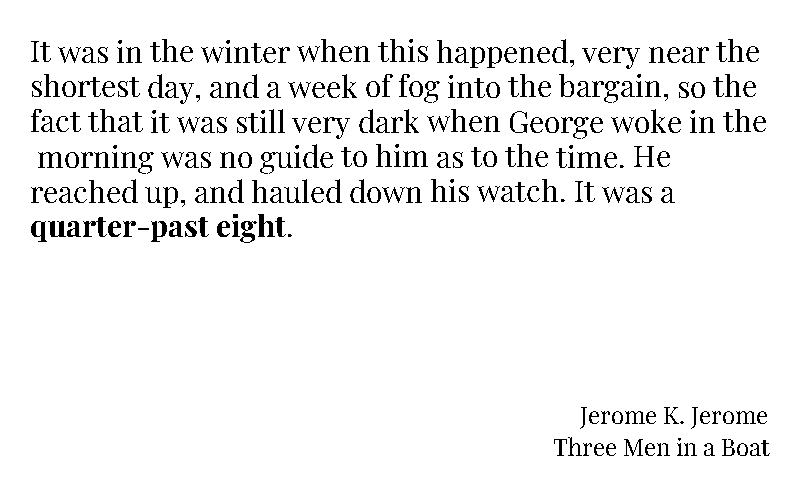 It was in the winter when this happened, very near the
shortest day, and a week of fog into the bargain, so the
fact that it was still very dark when George woke in the
morning was no guide to him as to the time. He
reached up, and hauled down his watch. It was a
quarter-past eight.
Jerome K. Jerome
Three Men in a Boat